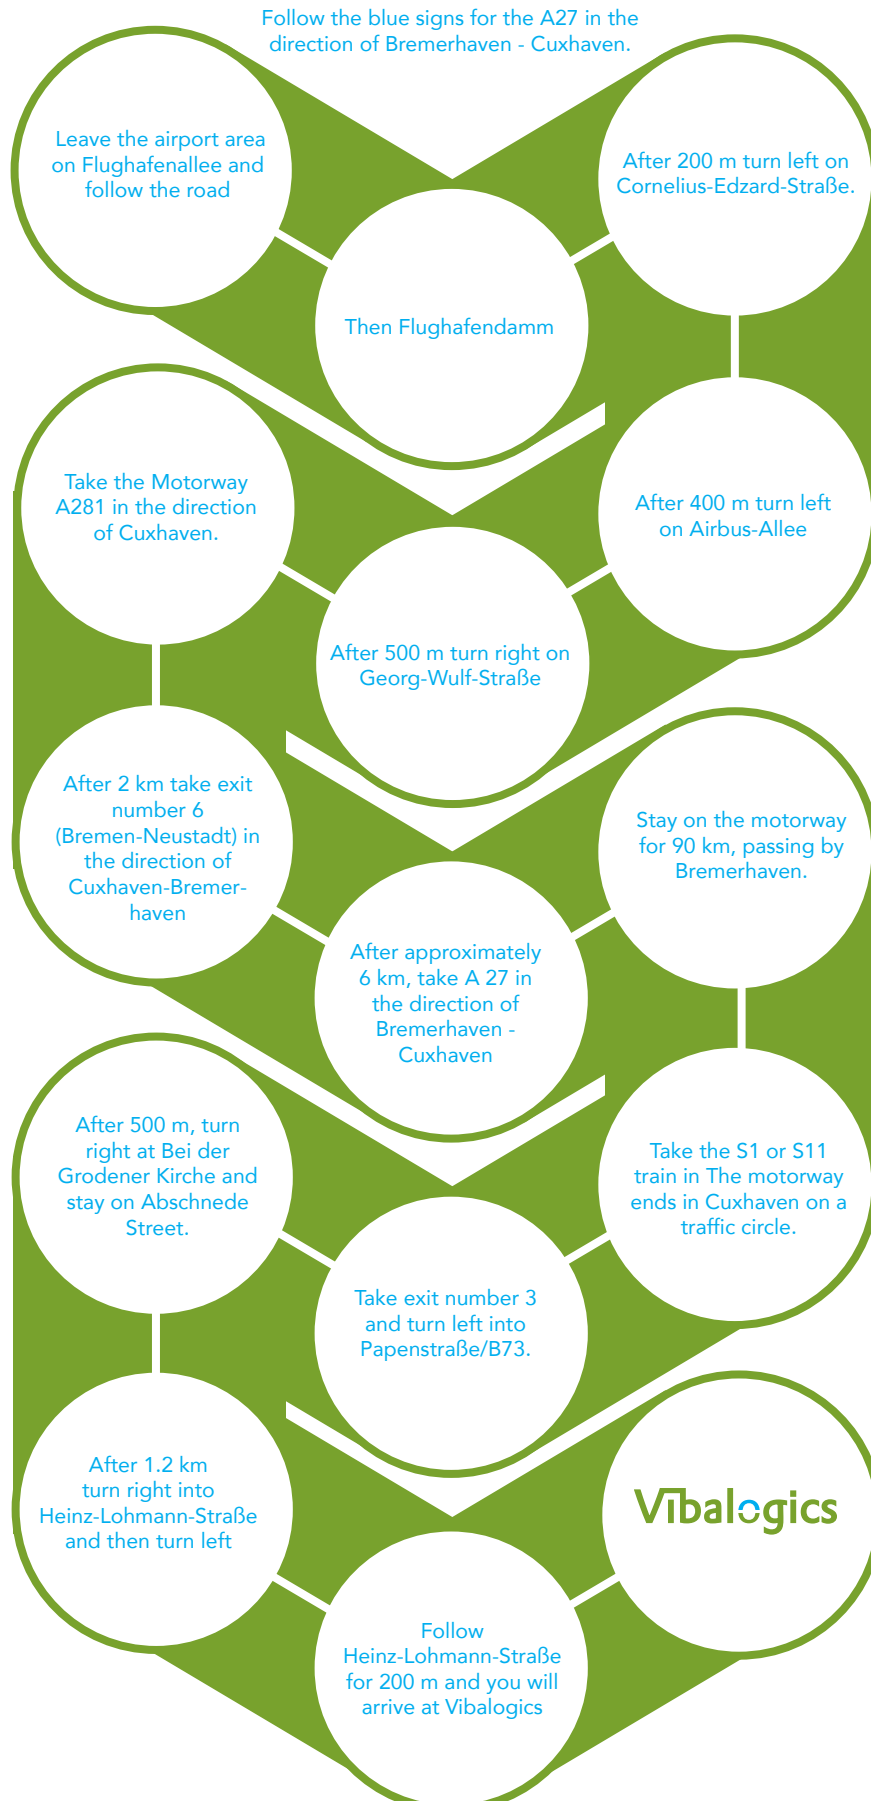 Follow the blue signs for the A27 in the
direction of Bremerhaven - Cuxhaven.
Leave the airport area
on Flughafenallee and
follow the road
Then Flughafendamm
After 200 m turn left on
Cornelius-Edzard-Straße.
After 400 m turn left
on Airbus-Allee
After 500 m turn right on
Georg-Wulf-Straße
Take the Motorway
A281 in the direction
of Cuxhaven.
After 2 km take exit
number 6
(Bremen-Neustadt) in
the direction of
Cuxhaven-Bremer-
haven
After approximately
6 km, take A 27 in
the direction of
Bremerhaven -
Cuxhaven
Stay on the motorway
for 90 km, passing by
Bremerhaven.
Take the S1 or S11
train in The motorway
ends in Cuxhaven on a
traffic circle.
Take exit number 3
and turn left into
Papenstraße/B73.
After 500 m, turn
right at Bei der
Grodener Kirche and
stay on Abschnede
Street.
After 1.2 km
turn right into
Heinz-Lohmann-Straße
and then turn left
Follow
Heinz-Lohmann-Straße
for 200 m and you will
arrive at Vibalogics
Vibalogics